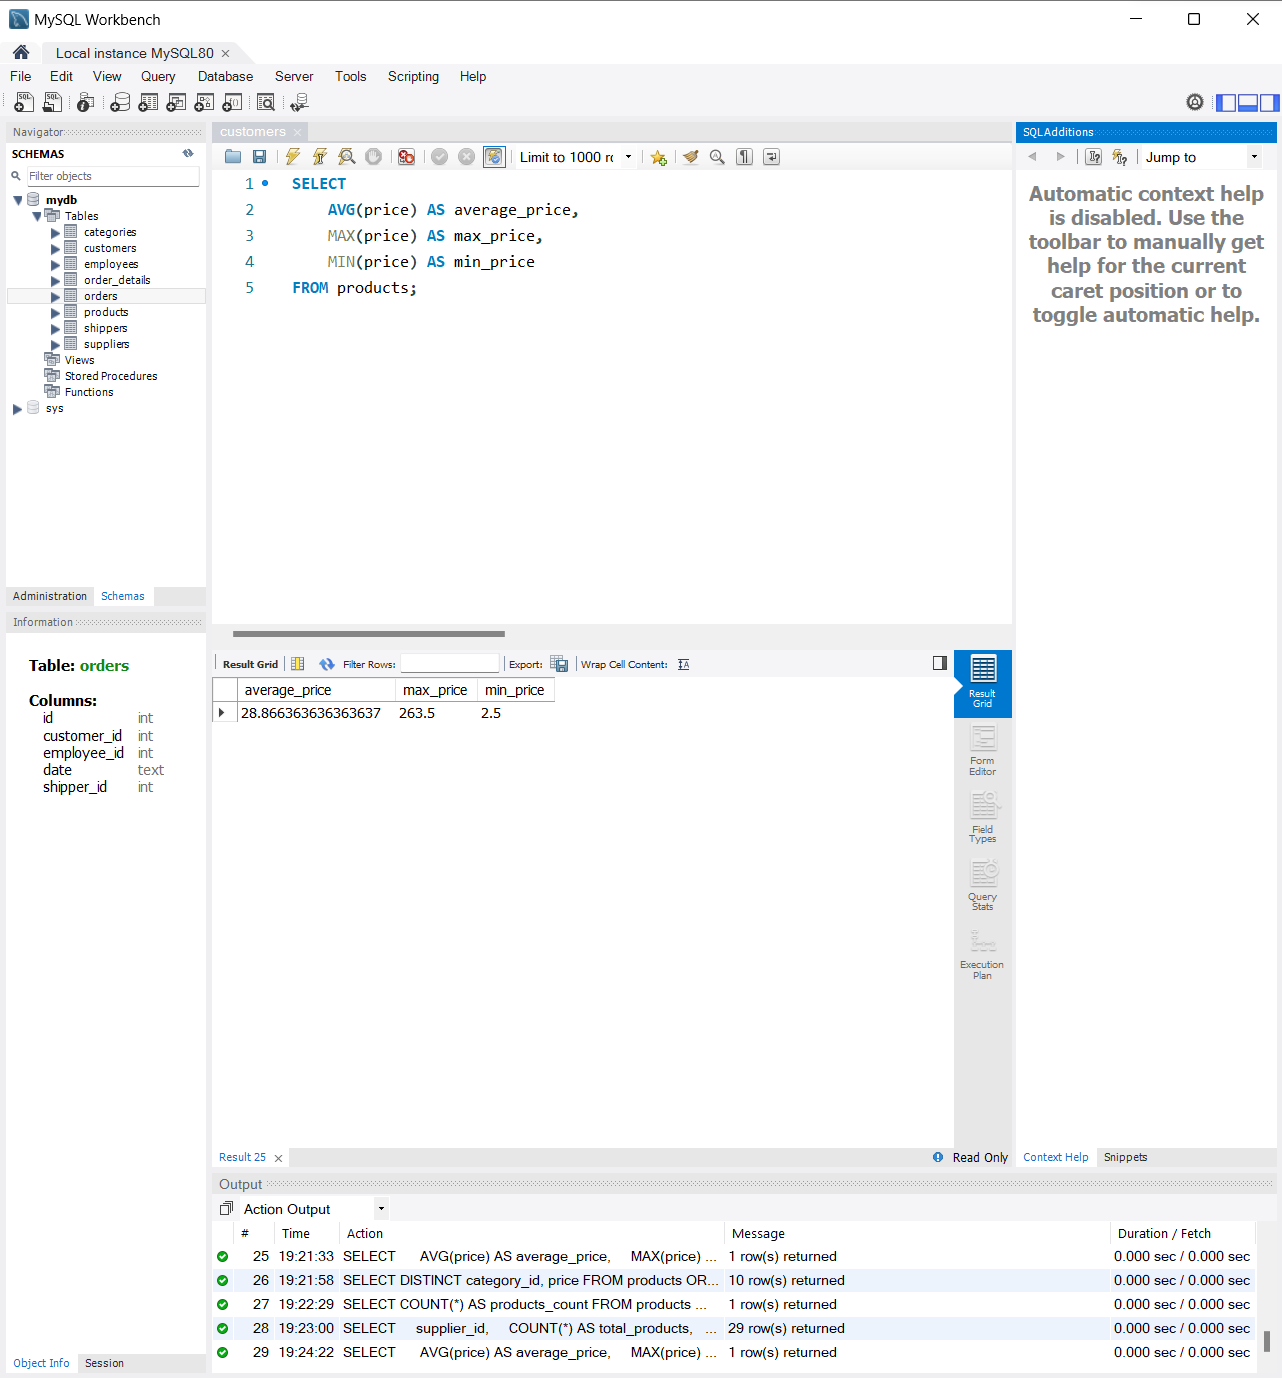 MySQL Workbench
Local instance MySQL80
File Edit View Query Database Server Tools Scripting Help
Navigator
SCHEMAS
Filter objects
mydb
Tables
categories
customers
employees
order_details
orders
products
shippers
suppliers
Views
Stored Procedures
Functions
sys
Administration Schemas
Information
Table: orders
Columns:
id int
customer_id int
employee_id int
date text
shipper_id int
Object Info Session
customers
Limit to 1000 r
1 SELECT
2 AVG(price) AS average_price,
3 MAX(price) AS max_price,
4 MIN(price) AS min_price
5 FROM products;
Result Grid Filter Rows: Export: Wrap Cell Content:
average_price max_price min_price
28.866363636363637 263.5 2.5
Result
Grid
Form
Editor
Field
Types
Query
Stats
Execution
Plan
Result 25 Read Only
SQLAdditions
Jump to
Automatic context help
is disabled. Use the
toolbar to manually get
help for the current
caret position or to
toggle automatic help.
Context Help Snippets
Output
Action Output
# Time Action Message Duration / Fetch
25 19:21:33 SELECT AVG(price) AS average_price, MAX(price) ... 1 row(s) returned 0.000 sec / 0.000 sec
26 19:21:58 SELECT DISTINCT category_id, price FROM products OR... 10 row(s) returned 0.000 sec / 0.000 sec
27 19:22:29 SELECT COUNT(*) AS products_count FROM products ... 1 row(s) returned 0.000 sec / 0.000 sec
28 19:23:00 SELECT supplier_id, COUNT(*) AS total_products, ... 29 row(s) returned 0.000 sec / 0.000 sec
29 19:24:22 SELECT AVG(price) AS average_price, MAX(price) ... 1 row(s) returned 0.000 sec / 0.000 sec